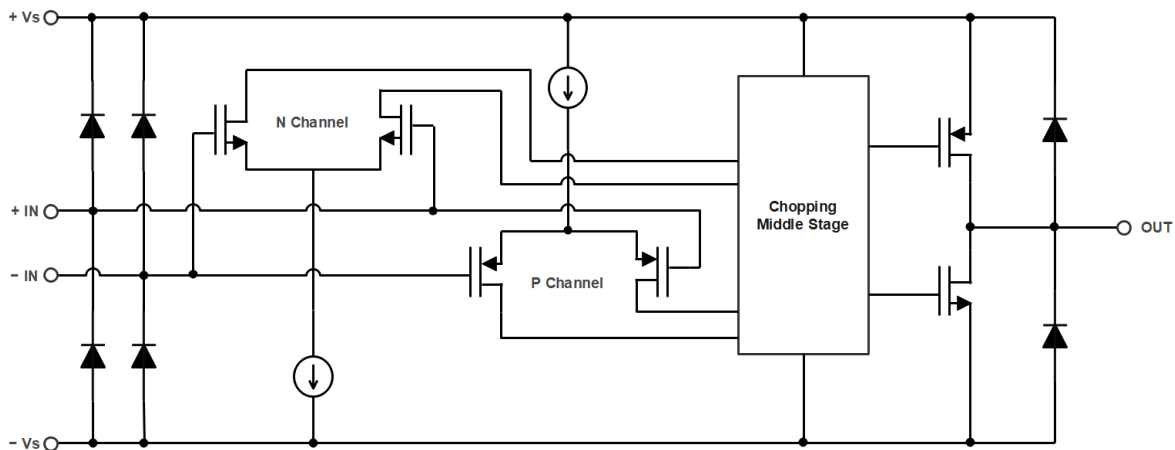 + Vs
N Channel
+ IN
Chopping
Middle Stage
OUT
− IN
P Channel
− Vs